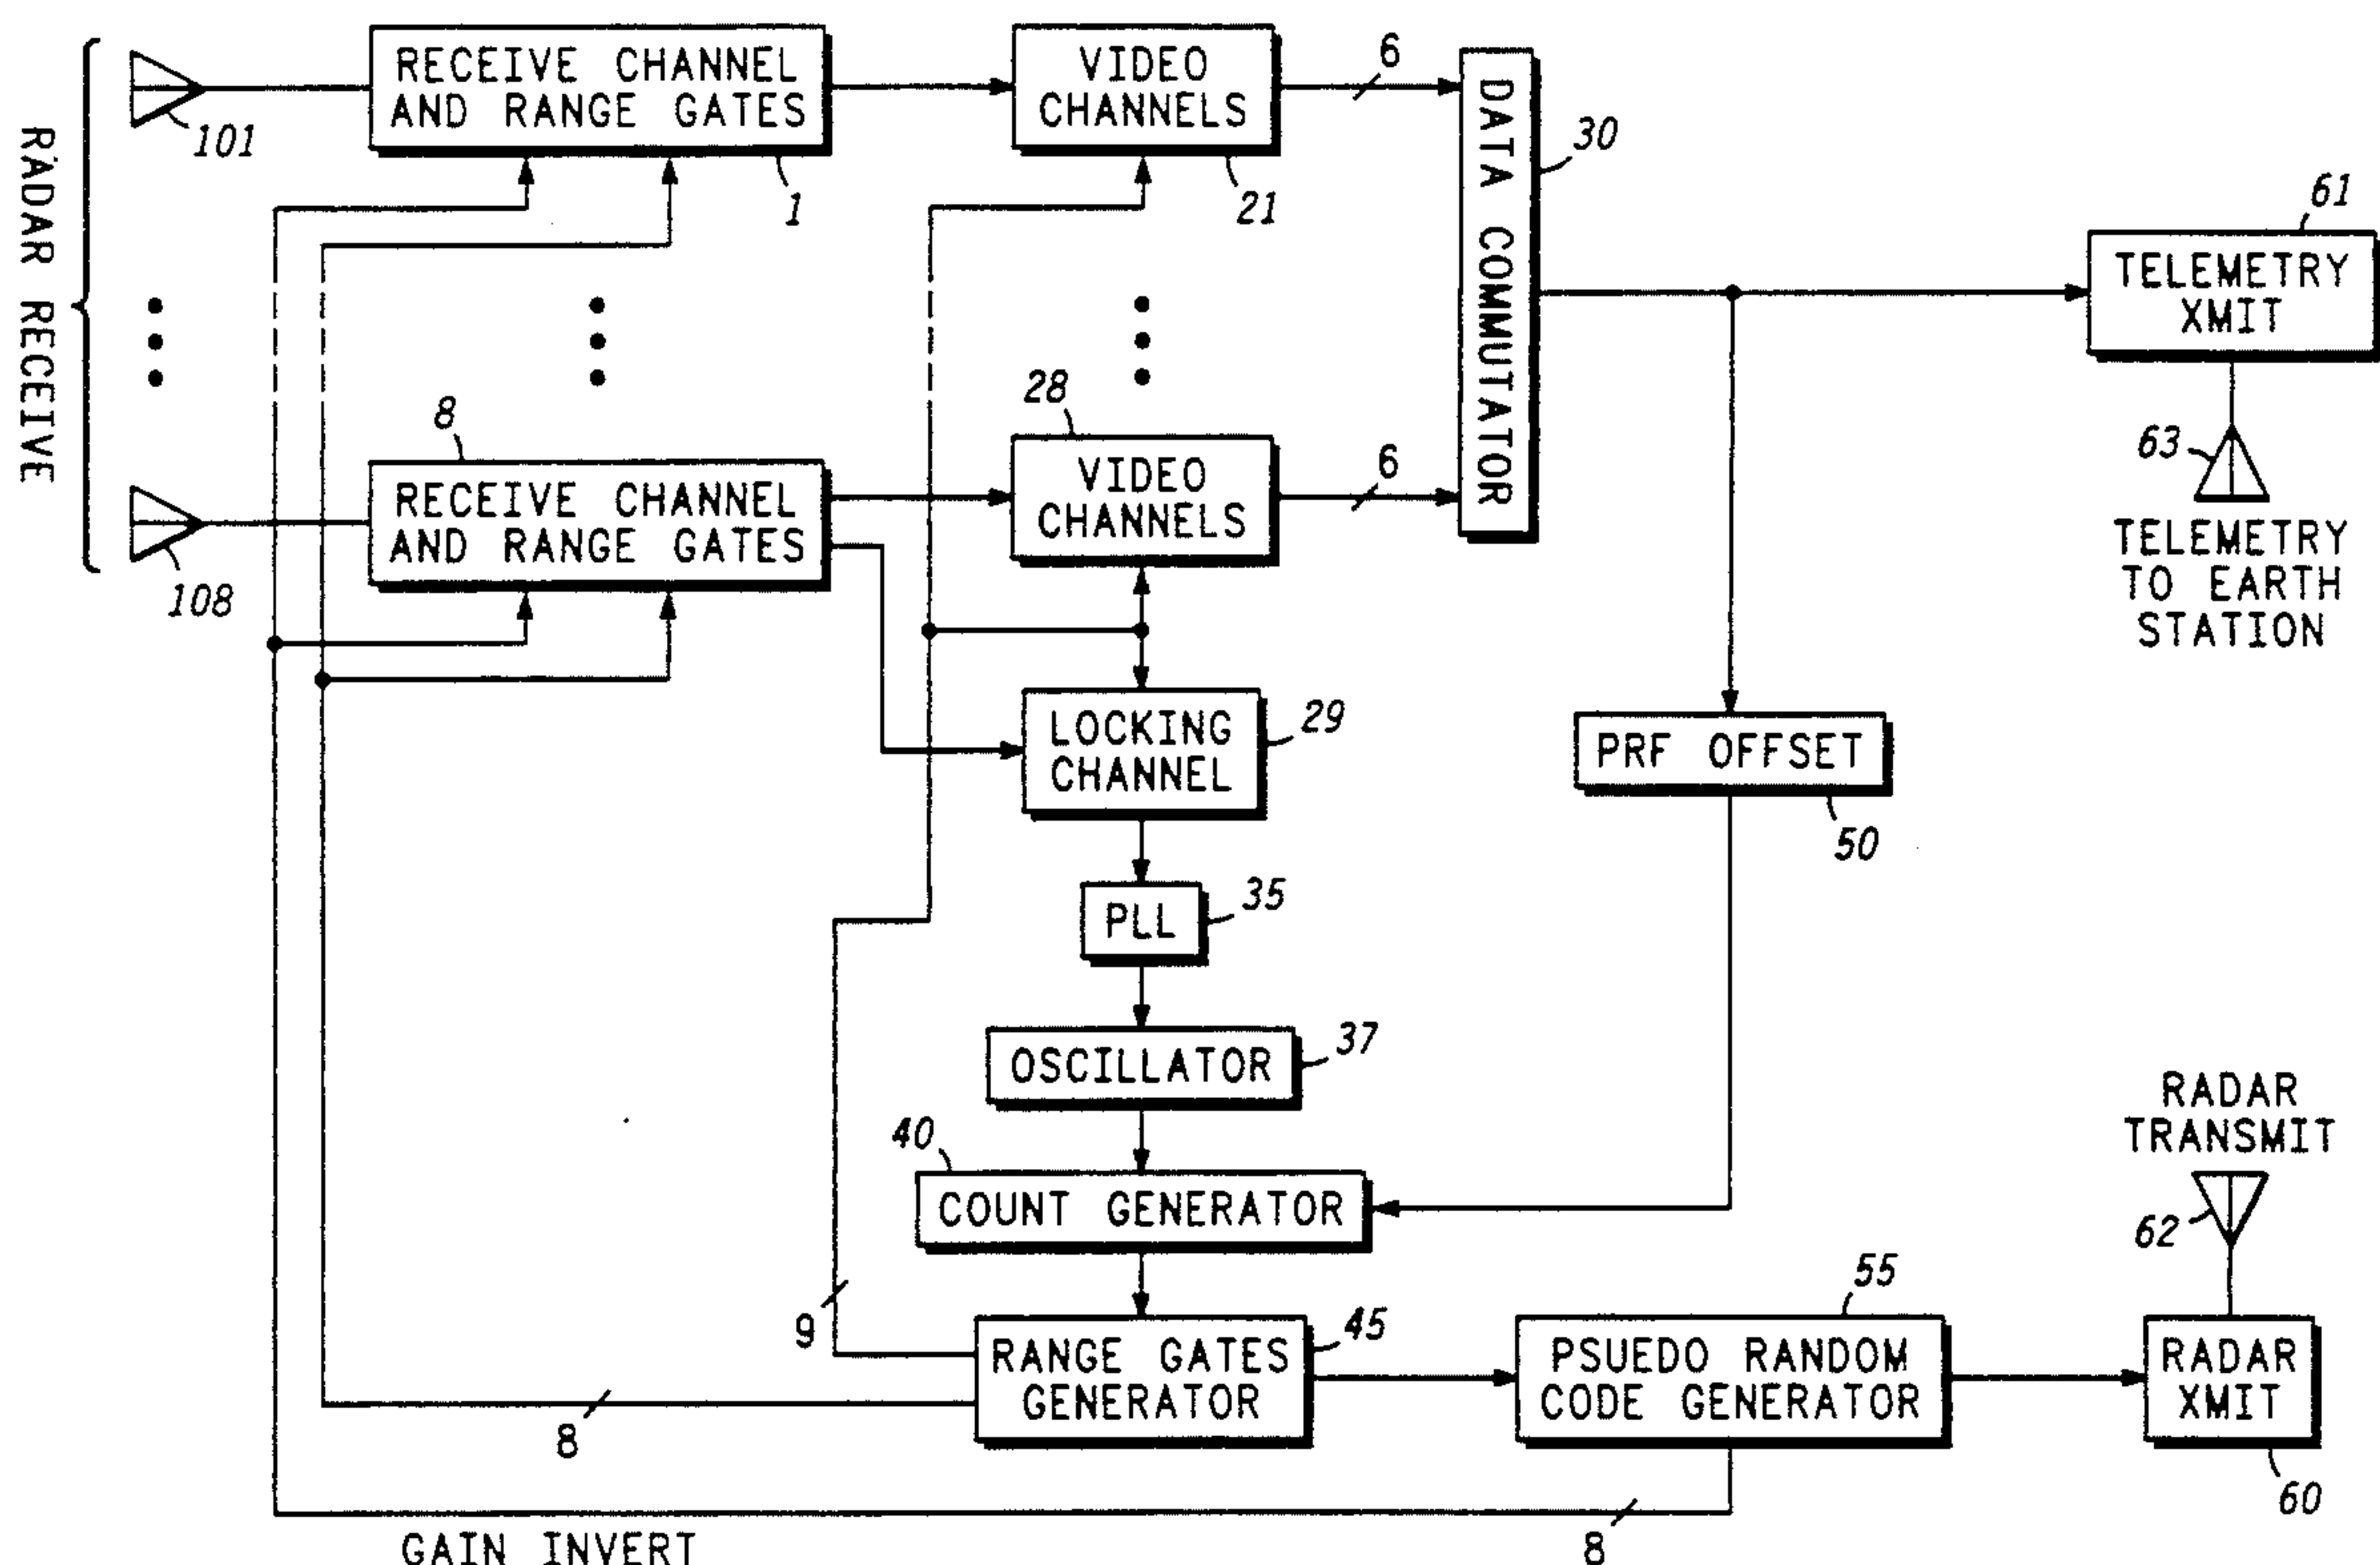 RADAR RECEIVE
101
RECEIVE CHANNEL
AND RANGE GATES
1
VIDEO
CHANNELS
21
6
DATA COMMUTATOR
30
61
TELEMETRY
XMIT
63
TELEMETRY
TO EARTH
STATION
108
8
RECEIVE CHANNEL
AND RANGE GATES
28
VIDEO
CHANNELS
6
LOCKING
CHANNEL
29
PRF OFFSET
50
PLL
35
OSCILLATOR
37
40
COUNT GENERATOR
RADAR
TRANSMIT
62
9
RANGE GATES
GENERATOR
45
55
PSUEDO RANDOM
CODE GENERATOR
RADAR
XMIT
60
8
GAIN INVERT
8